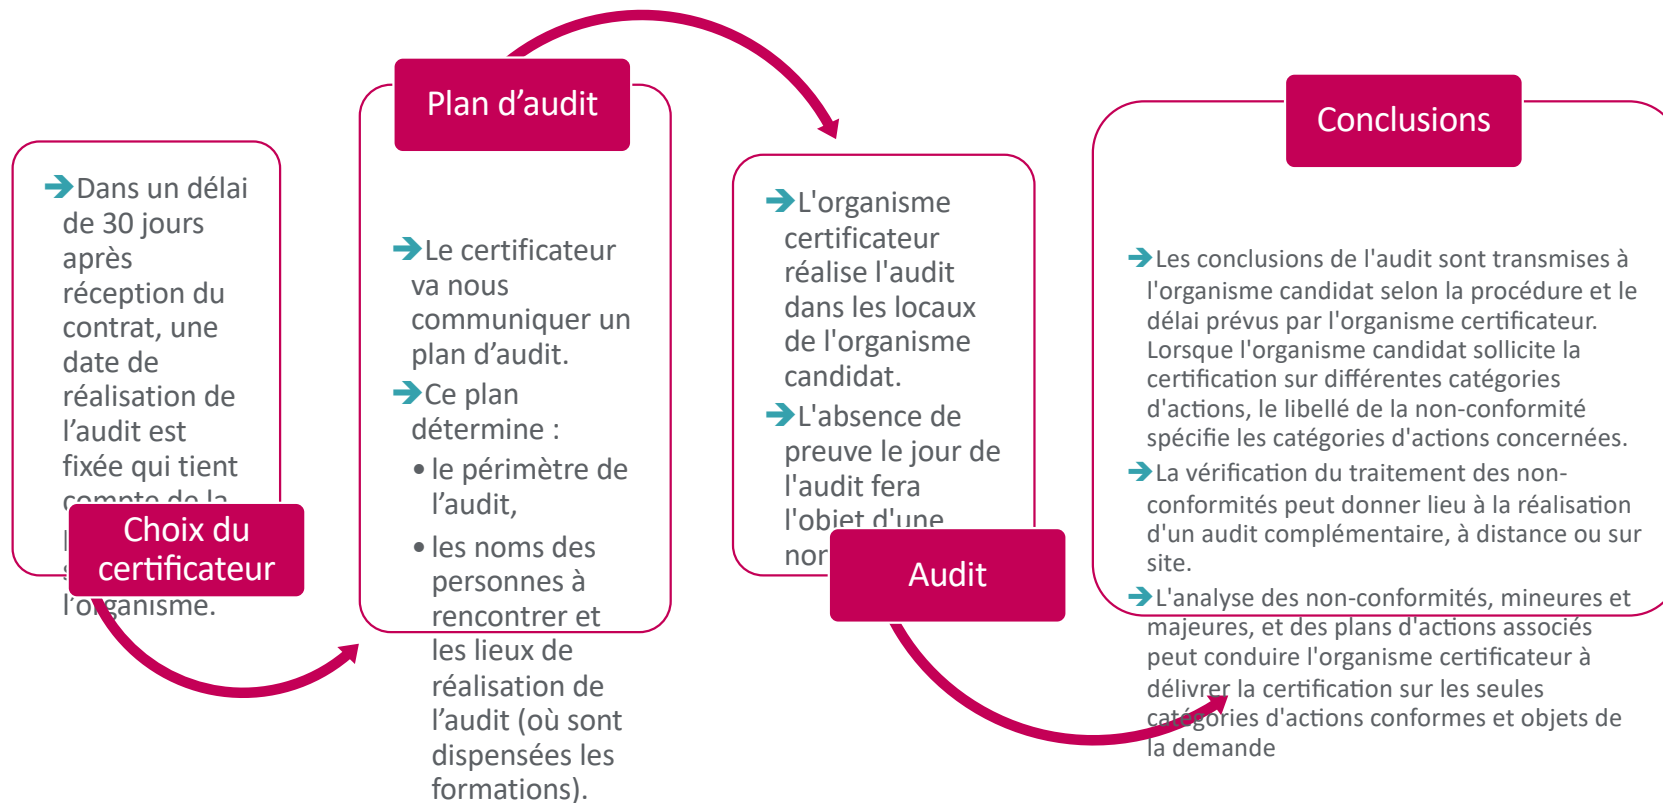 Dans un délai
de 30 jours
après
réception du
contrat, une
date de
réalisation de
l’audit est
fixée qui tient
compte de la
l’organisme.
Choix du
certificateur
Plan d’audit
Le certificateur
va nous
communiquer un
plan d’audit.
Ce plan
détermine :
• le périmètre de
l’audit,
• les noms des
personnes à
rencontrer et
les lieux de
réalisation de
l’audit (où sont
dispensées les
formations).
L'organisme
certificateur
réalise l'audit
dans les locaux
de l'organisme
candidat.
L'absence de
preuve le jour de
l'audit fera
l'objet d'une
Audit
Conclusions
Les conclusions de l'audit sont transmises à
l'organisme candidat selon la procédure et le
délai prévus par l'organisme certificateur.
Lorsque l'organisme candidat sollicite la
certification sur différentes catégories
d'actions, le libellé de la non-conformité
spécifie les catégories d'actions concernées.
La vérification du traitement des non-
conformités peut donner lieu à la réalisation
d'un audit complémentaire, à distance ou sur
site.
L'analyse des non-conformités, mineures et
majeures, et des plans d'actions associés
peut conduire l'organisme certificateur à
délivrer la certification sur les seules
catégories d'actions conformes et objets de
la demande